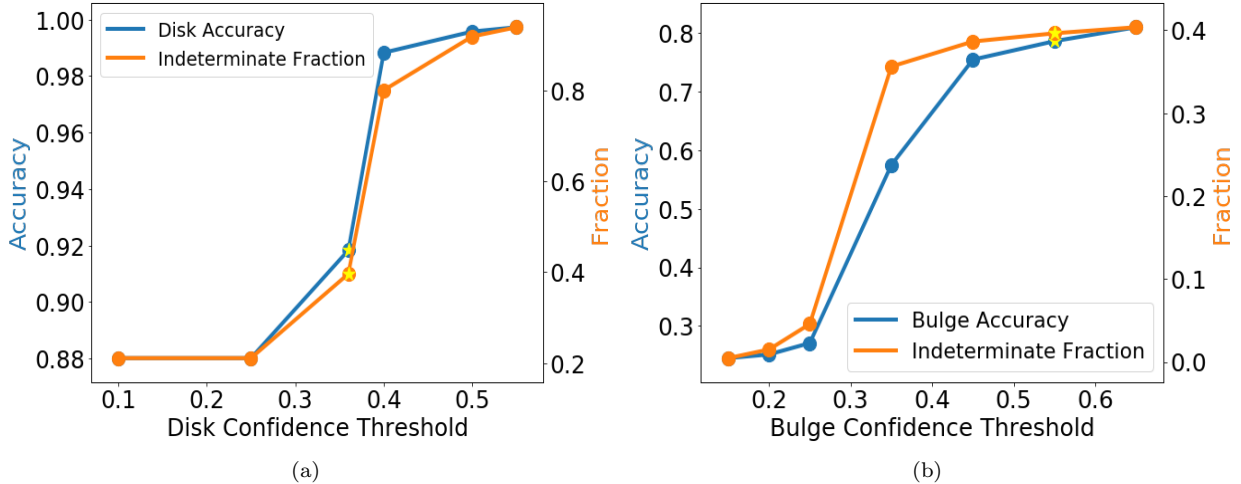 1.00
0.98
0.96
0.94
0.92
0.90
0.88
Accuracy
Disk Accuracy
Indeterminate Fraction
0.8
0.6
0.4
0.2
Fraction
0.1 0.2 0.3 0.4 0.5
Disk Confidence Threshold
(a)
0.8
0.7
0.6
0.5
0.4
0.3
Accuracy
Bulge Accuracy
Indeterminate Fraction
0.4
0.3
0.2
0.1
0.0
Fraction
0.2 0.3 0.4 0.5 0.6
Bulge Confidence Threshold
(b)